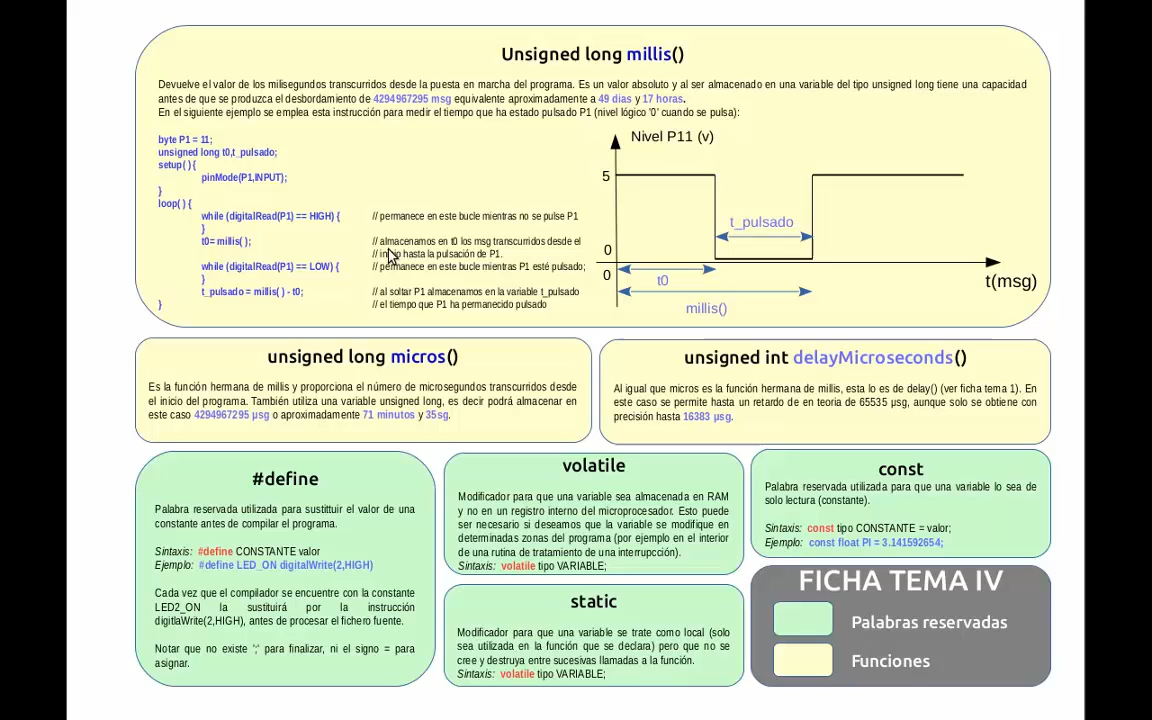 Unsigned long millis()
Devuelve el valor de los milisegundos transcurridos desde la puesta en marcha del programa. Es un valor absoluto y al ser almacenado en una variable del tipo unsigned long tiene una capacidad
antes de que se produzca el desbordamiento de 4294967295 msg equivalente aproximadamente a 49 dias y 17 horas.
En el siguiente ejemplo se emplea esta instrucción para medir el tiempo que ha estado pulsado P1 (nivel lógico '0' cuando se pulsa):
byte P1 = 11;
unsigned long t0,t_pulsado;
setup( ) {
pinMode(P1,INPUT);
}
loop( ) {
while (digitalRead(P1) == HIGH) { // permanece en este bucle mientras no se pulse P1
}
t0= millis( ); // almacenamos en t0 los msg transcurridos desde el
// inicio hasta la pulsación de P1.
while (digitalRead(P1) == LOW) { // permanece en este bucle mientras P1 esté pulsado;
}
t_pulsado = millis( ) - t0; // al soltar P1 almacenamos en la variable t_pulsado
} // el tiempo que P1 ha permanecido pulsado
Nivel P11 (v)
5
t_pulsado
0
0
t0
t(msg)
millis()
unsigned long micros()
Es la función hermana de millis y proporciona el número de microsegundos transcurridos desde
el inicio del programa. También utiliza una variable unsigned long, es decir podrá almacenar en
este caso 4294967295 µsg o aproximadamente 71 minutos y 35sg.
unsigned int delayMicroseconds()
Al igual que micros es la función hermana de millis, esta lo es de delay() (ver ficha tema 1). En
este caso se permite hasta un retardo de en teoria de 65535 µsg, aunque solo se obtiene con
precisión hasta 16383 µsg.
#define
Palabra reservada utilizada para sustittuir el valor de una
constante antes de compilar el programa.
Sintaxis: #define CONSTANTE valor
Ejemplo: #define LED_ON digitalWrite(2,HIGH)
Cada vez que el compilador se encuentre con la constante
LED2_ON la sustituirá por la instrucción
digitlaWrite(2,HIGH), antes de procesar el fichero fuente.
Notar que no existe ';' para finalizar, ni el signo = para
asignar.
volatile
Modificador para que una variable sea almacenada en RAM
y no en un registro interno del microprocesador. Esto puede
ser necesario si deseamos que la variable se modifique en
determinadas zonas del programa (por ejemplo en el interior
de una rutina de tratamiento de una interrupcción).
Sintaxis: volatile tipo VARIABLE;
static
Modificador para que una variable se trate como local (solo
sea utilizada en la función que se declara) pero que no se
cree y destruya entre sucesivas llamadas a la función.
Sintaxis: volatile tipo VARIABLE;
const
Palabra reservada utilizada para que una variable lo sea de
solo lectura (constante).
Sintaxis: const tipo CONSTANTE = valor;
Ejemplo: const float PI = 3.141592654;
FICHA TEMA IV
Palabras reservadas
Funciones